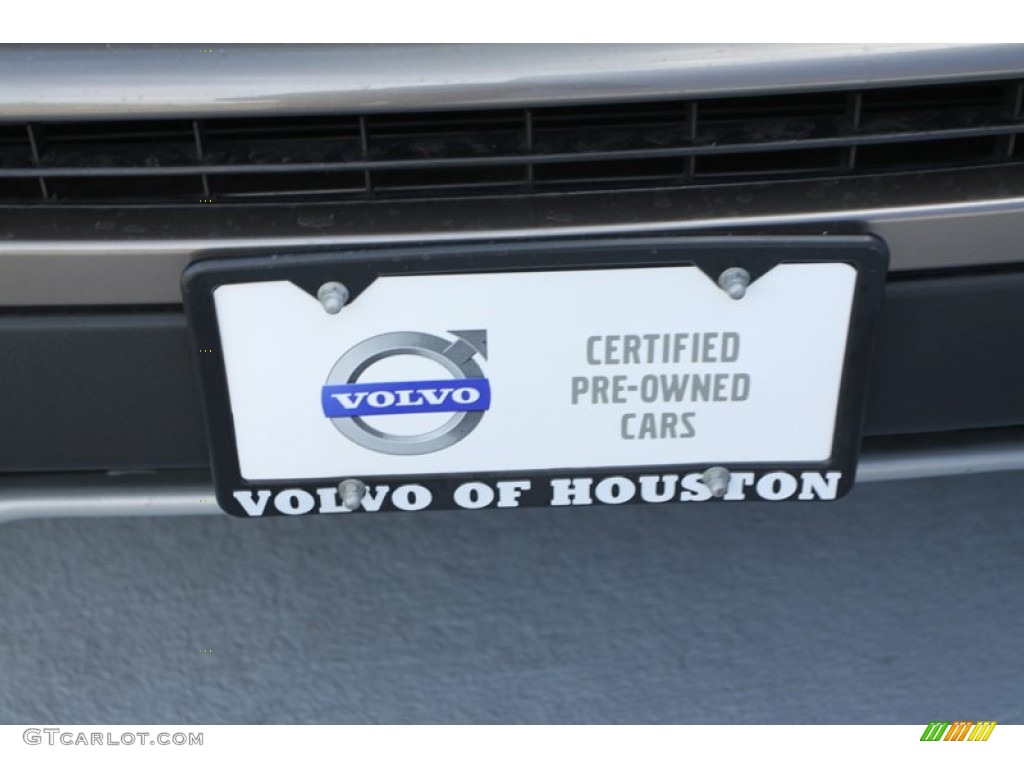 VOLVO
CERTIFIED
PRE-OWNED
CARS
VOLVO OF HOUSTON
GTCARLOT.COM